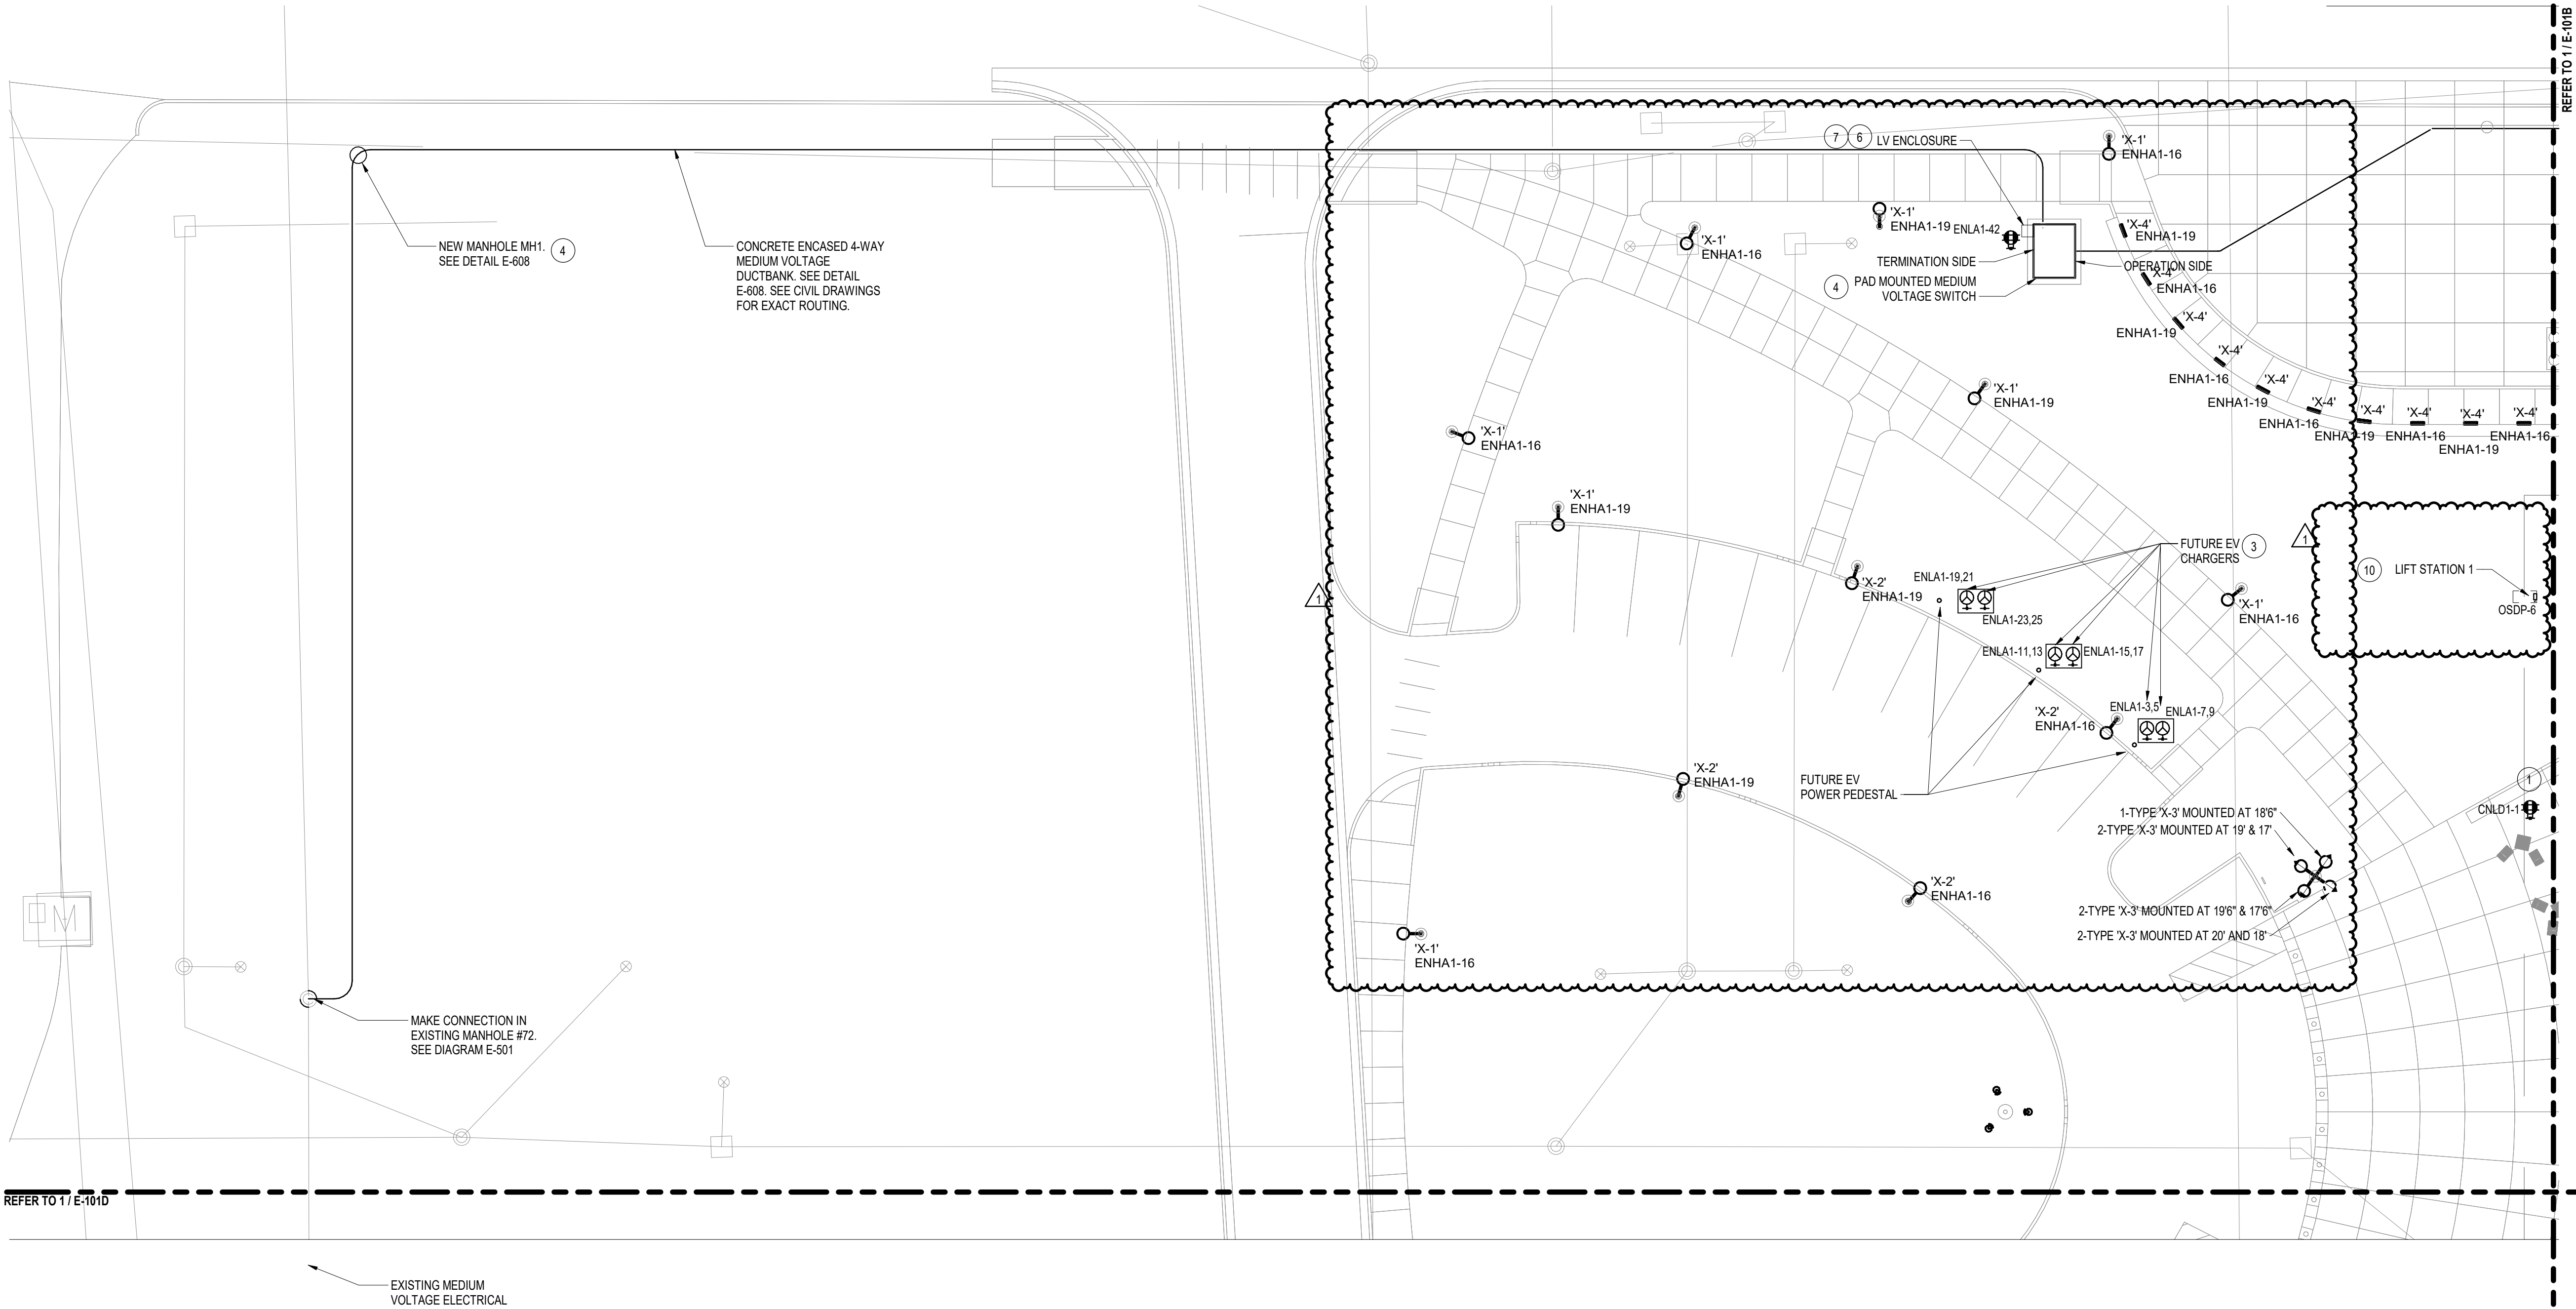 REFER TO 1 / E-101B
7
6
LV ENCLOSURE
'X-1'
ENHA1-16
NEW MANHOLE MH1.
SEE DETAIL E-608
4
CONCRETE ENCASED 4-WAY
MEDIUM VOLTAGE
DUCTBANK. SEE DETAIL
E-608. SEE CIVIL DRAWINGS
FOR EXACT ROUTING.
'X-1'
ENHA1-16
'X-1'
ENHA1-19
ENLA1-42
TERMINATION SIDE
OPERATION SIDE
4
PAD MOUNTED MEDIUM
VOLTAGE SWITCH
'X-4'
ENHA1-19
'X-4'
ENHA1-16
'X-4'
ENHA1-19
'X-4'
ENHA1-16
'X-4'
ENHA1-19
'X-4'
ENHA1-16
'X-4'
ENHA1-19
'X-4'
ENHA1-16
'X-4'
ENHA1-19
'X-4'
ENHA1-16
'X-1'
ENHA1-19
'X-1'
ENHA1-16
'X-1'
ENHA1-19
'X-2'
ENHA1-19
FUTURE EV
CHARGERS
3
1
10
LIFT STATION 1
OSDP-6
1
ENLA1-19,21
ENLA1-23,25
'X-1'
ENHA1-16
ENLA1-11,13
ENLA1-15,17
ENLA1-3,5
ENLA1-7,9
'X-2'
ENHA1-16
'X-2'
ENHA1-19
FUTURE EV
POWER PEDESTAL
1
CNLD1-1
1-TYPE 'X-3' MOUNTED AT 18'6"
2-TYPE 'X-3' MOUNTED AT 19' & 17'
'X-2'
ENHA1-16
2-TYPE 'X-3' MOUNTED AT 19'6" & 17'6"
2-TYPE 'X-3' MOUNTED AT 20' AND 18'
'X-1'
ENHA1-16
M
MAKE CONNECTION IN
EXISTING MANHOLE #72.
SEE DIAGRAM E-501
REFER TO 1 / E-101D
EXISTING MEDIUM
VOLTAGE ELECTRICAL